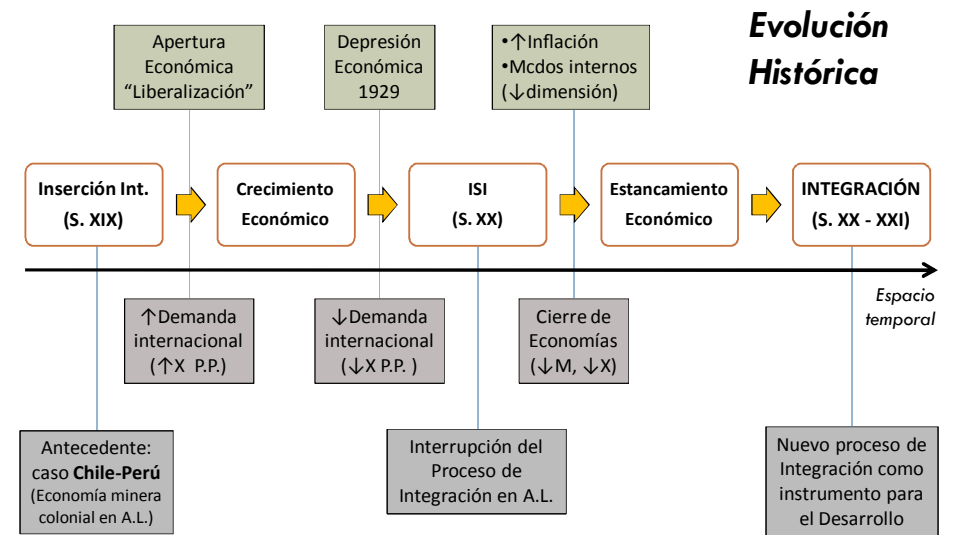 Evolución
Histórica
Apertura
Económica
“Liberalización”
Depresión
Económica
1929
•↑Inflación
•Mcdos internos
(↓dimensión)
Inserción Int.
(S. XIX)
Crecimiento
Económico
ISI
(S. XX)
Estancamiento
Económico
INTEGRACIÓN
(S. XX - XXI)
Espacio
temporal
↑Demanda
internacional
(↑X P.P.)
↓Demanda
internacional
(↓X P.P. )
Cierre de
Economías
(↓M, ↓X)
Antecedente:
caso Chile-Perú
(Economía minera
colonial en A.L.)
Interrupción del
Proceso de
Integración en A.L.
Nuevo proceso de
Integración como
instrumento para
el Desarrollo